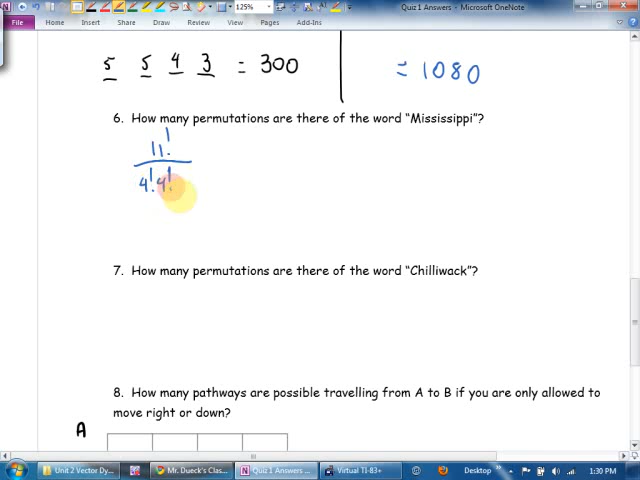 Quiz 1 Answers - Microsoft OneNote
125%
File Home Insert Share Draw Review View Add-Ins
5 5 4 3 = 300
= 1080
6. How many permutations are there of the word “Mississippi”?
11!
4! 4!
7. How many permutations are there of the word “Chilliwack”?
8. How many pathways are possible travelling from A to B if you are only allowed to
move right or down?
A
Unit 2 Vector Dy... Mr. Dueck's Class... Quiz 1 Answers ... Virtual TI-83+ Desktop 1:30 PM